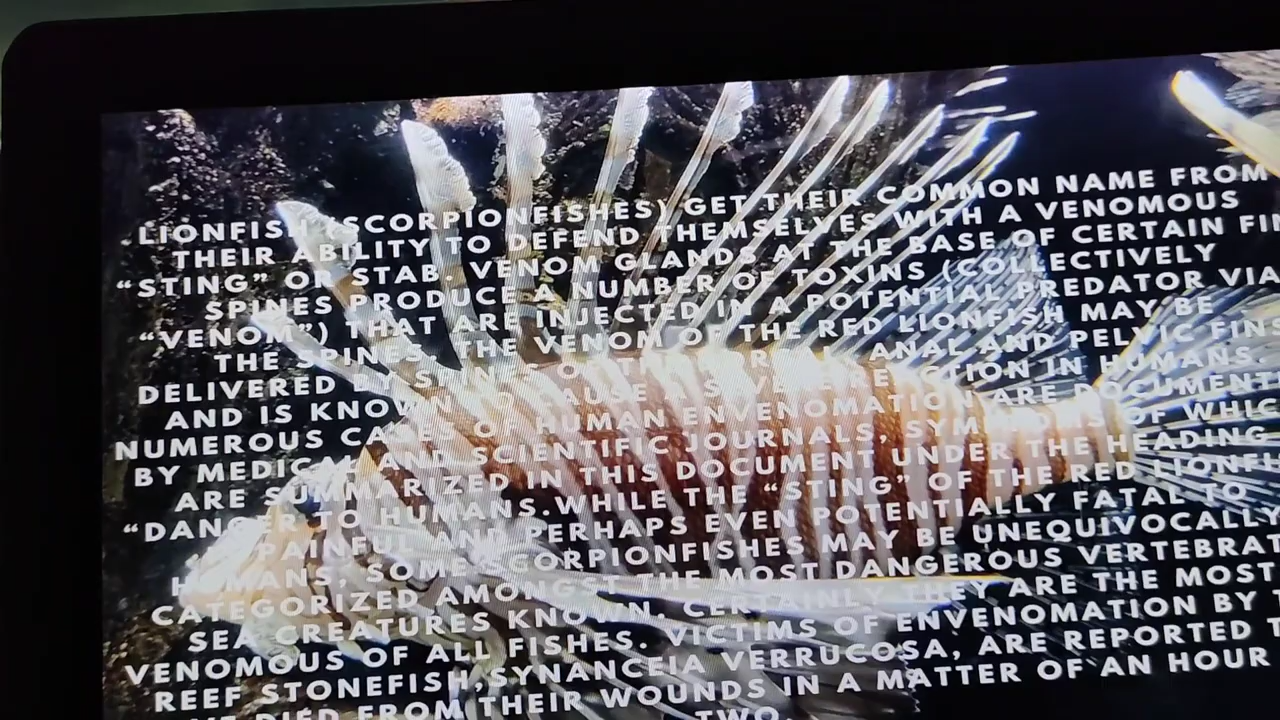 .LIONFISH (SCORPIONFISHES) GET THEIR COMMON NAME FROM
THEIR ABILITY TO DEFEND THEMSELVES WITH A VENOMOUS
“STING” OR STAB. VENOM GLANDS AT THE BASE OF CERTAIN FIN
SPINES PRODUCE A NUMBER OF TOXINS (COLLECTIVELY
“VENOM”) THAT ARE INJECTED IN A POTENTIAL PREDATOR VIA
THE SPINES. THE VENOM OF THE RED LIONFISH MAY BE
DELIVERED BY SPINES OF THE ANAL AND PELVIC FINS
AND IS KNOWN TO CAUSE A SEVERE REACTION IN HUMANS.
NUMEROUS CASES OF HUMAN ENVENOMATION ARE DOCUMENT
BY MEDICAL AND SCIENTIFIC JOURNALS, SYMPTOMS OF WHIC
ARE SUMMARIZED IN THIS DOCUMENT UNDER THE HEADING
“DANGER TO HUMANS.WHILE THE “STING” OF THE RED LIONFI
PAINFUL AND PERHAPS EVEN POTENTIALLY FATAL TO
HUMANS, SOME SCORPIONFISHES MAY BE UNEQUIVOCALLY
CATEGORIZED AMONGST THE MOST DANGEROUS VERTEBRAT
SEA CREATURES KNOWN. CERTAINLY THEY ARE THE MOST
VENOMOUS OF ALL FISHES. VICTIMS OF ENVENOMATION BY T
REEF STONEFISH,SYNANCEIA VERRUCOSA, ARE REPORTED T
DIED FROM THEIR WOUNDS IN A MATTER OF AN HOUR
TWO.